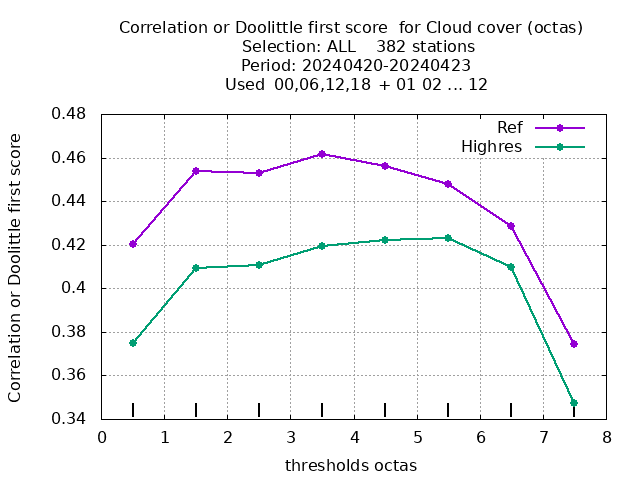 Correlation or Doolittle first score  for Cloud cover (octas)
Selection: ALL    382 stations
Period: 20240420-20240423
Used  00,06,12,18 + 01 02 ... 12
Correlation or Doolittle first score
0.48
0.46
0.44
0.42
0.4
0.38
0.36
0.34
Ref
Highres
0 1 2 3 4 5 6 7 8
thresholds octas